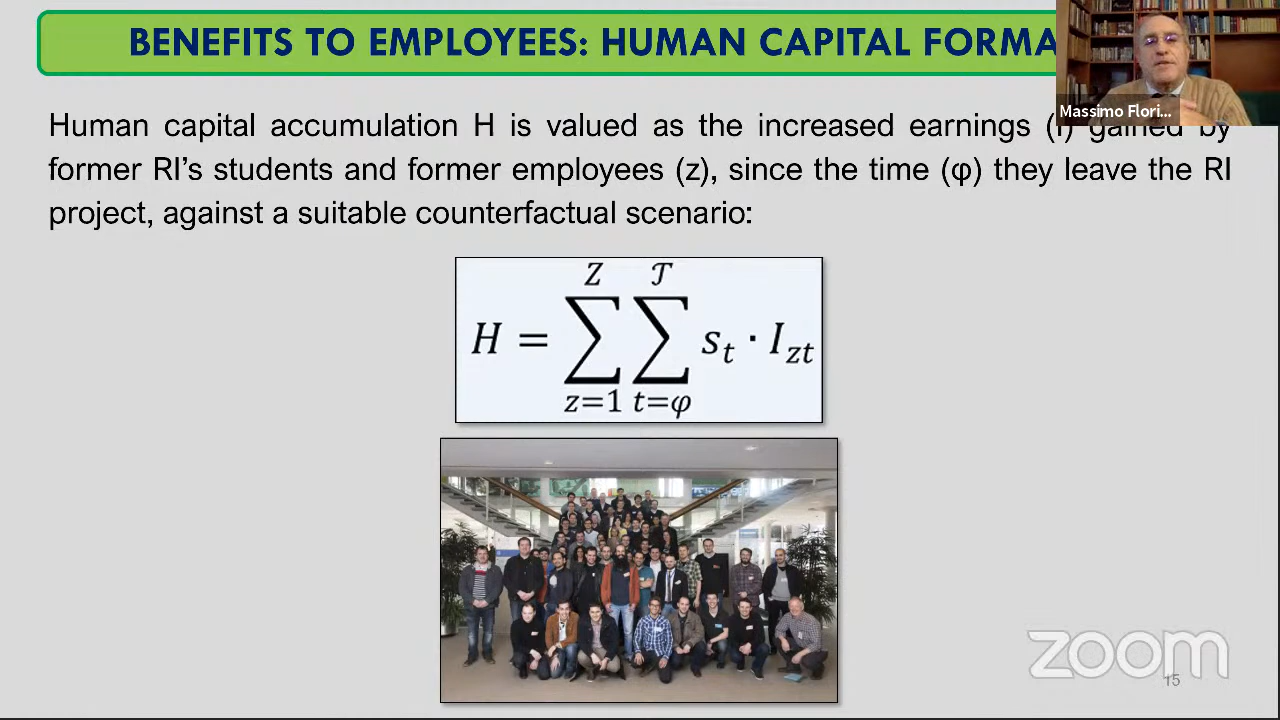 BENEFITS TO EMPLOYEES: HUMAN CAPITAL FORMA
Massimo Flori...
Human capital accumulation H is valued as the increased earnings (I) gained by
former RI's students and former employees (z), since the time (φ) they leave the RI
project, against a suitable counterfactual scenario:
Z 𝒯
H = ∑ ∑ s_t · I_zt
z=1 t=φ
zoom
15